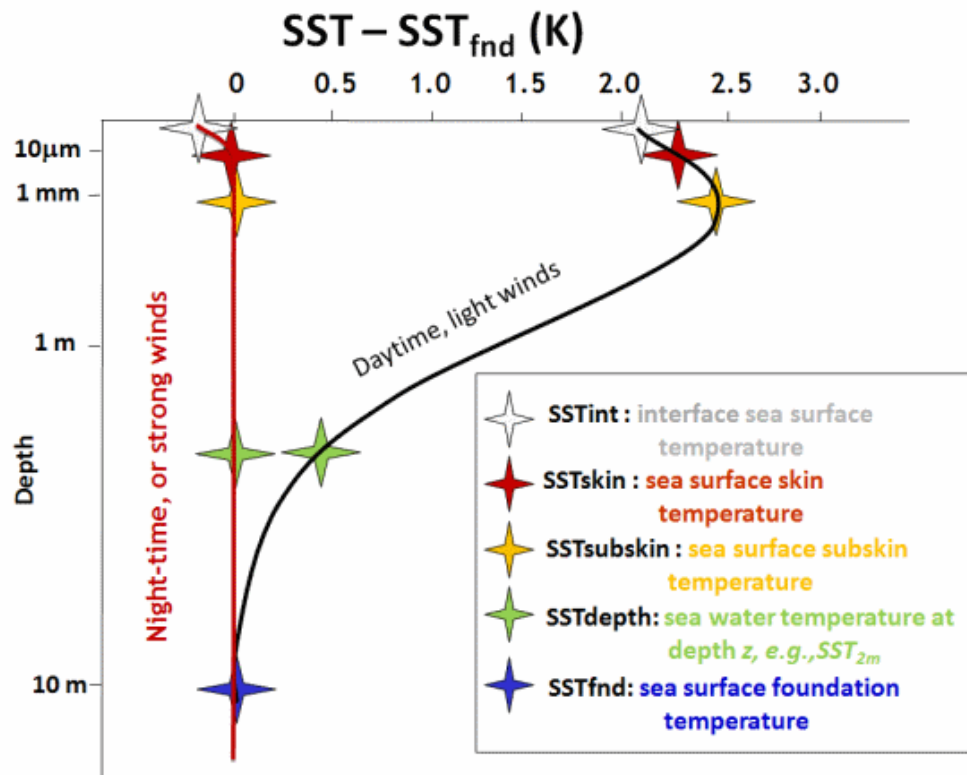 SST – SSTfnd (K)
0 0.5 1.0 1.5 2.0 2.5 3.0
10μm
1 mm
1 m
10 m
Depth
Night-time, or strong winds
Daytime, light winds
SSTint : interface sea surface
temperature
SSTskin : sea surface skin
temperature
SSTsubskin : sea surface subskin
temperature
SSTdepth: sea water temperature at
depth z, e.g.,SST2m
SSTfnd: sea surface foundation
temperature